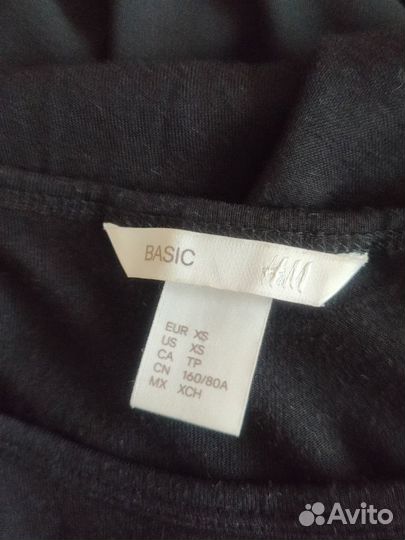 BASIC H&M
EUR XS
US XS
CA TP
CN 160/80A
MX XCH
Avito